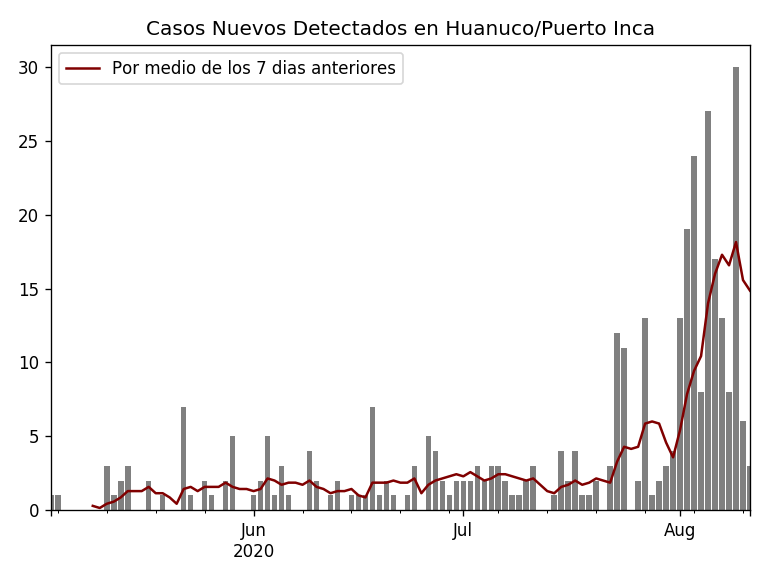 Casos Nuevos Detectados en Huanuco/Puerto Inca
Por medio de los 7 dias anteriores
30
25
20
15
10
5
0
Jun
2020
Jul
Aug